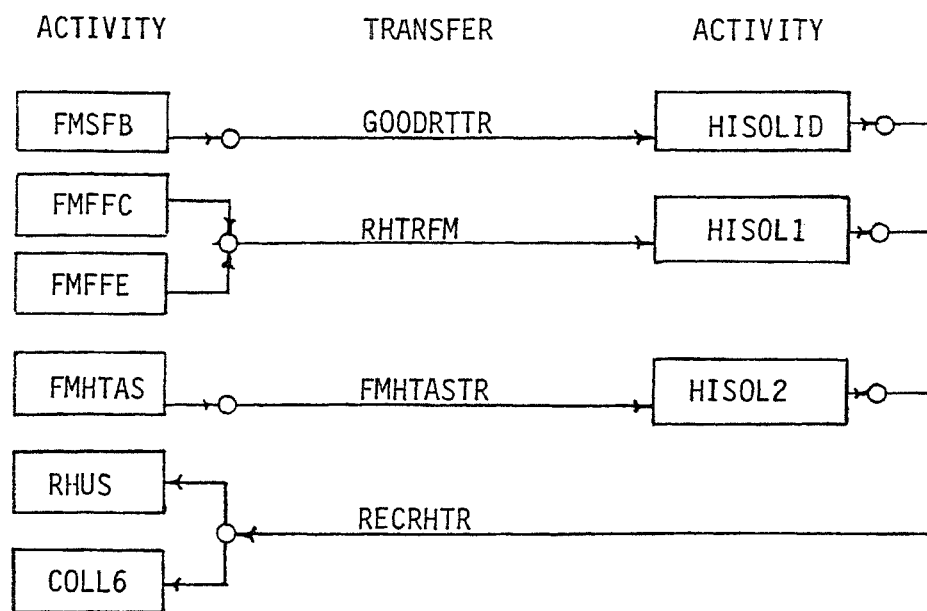 ACTIVITY TRANSFER ACTIVITY
FMSFB GOODRTTR HISOLID
FMFFC
RHTRFM HISOL1
FMFFE
FMHTAS FMHTASTR HISOL2
RHUS
RECRHTR
COLL6